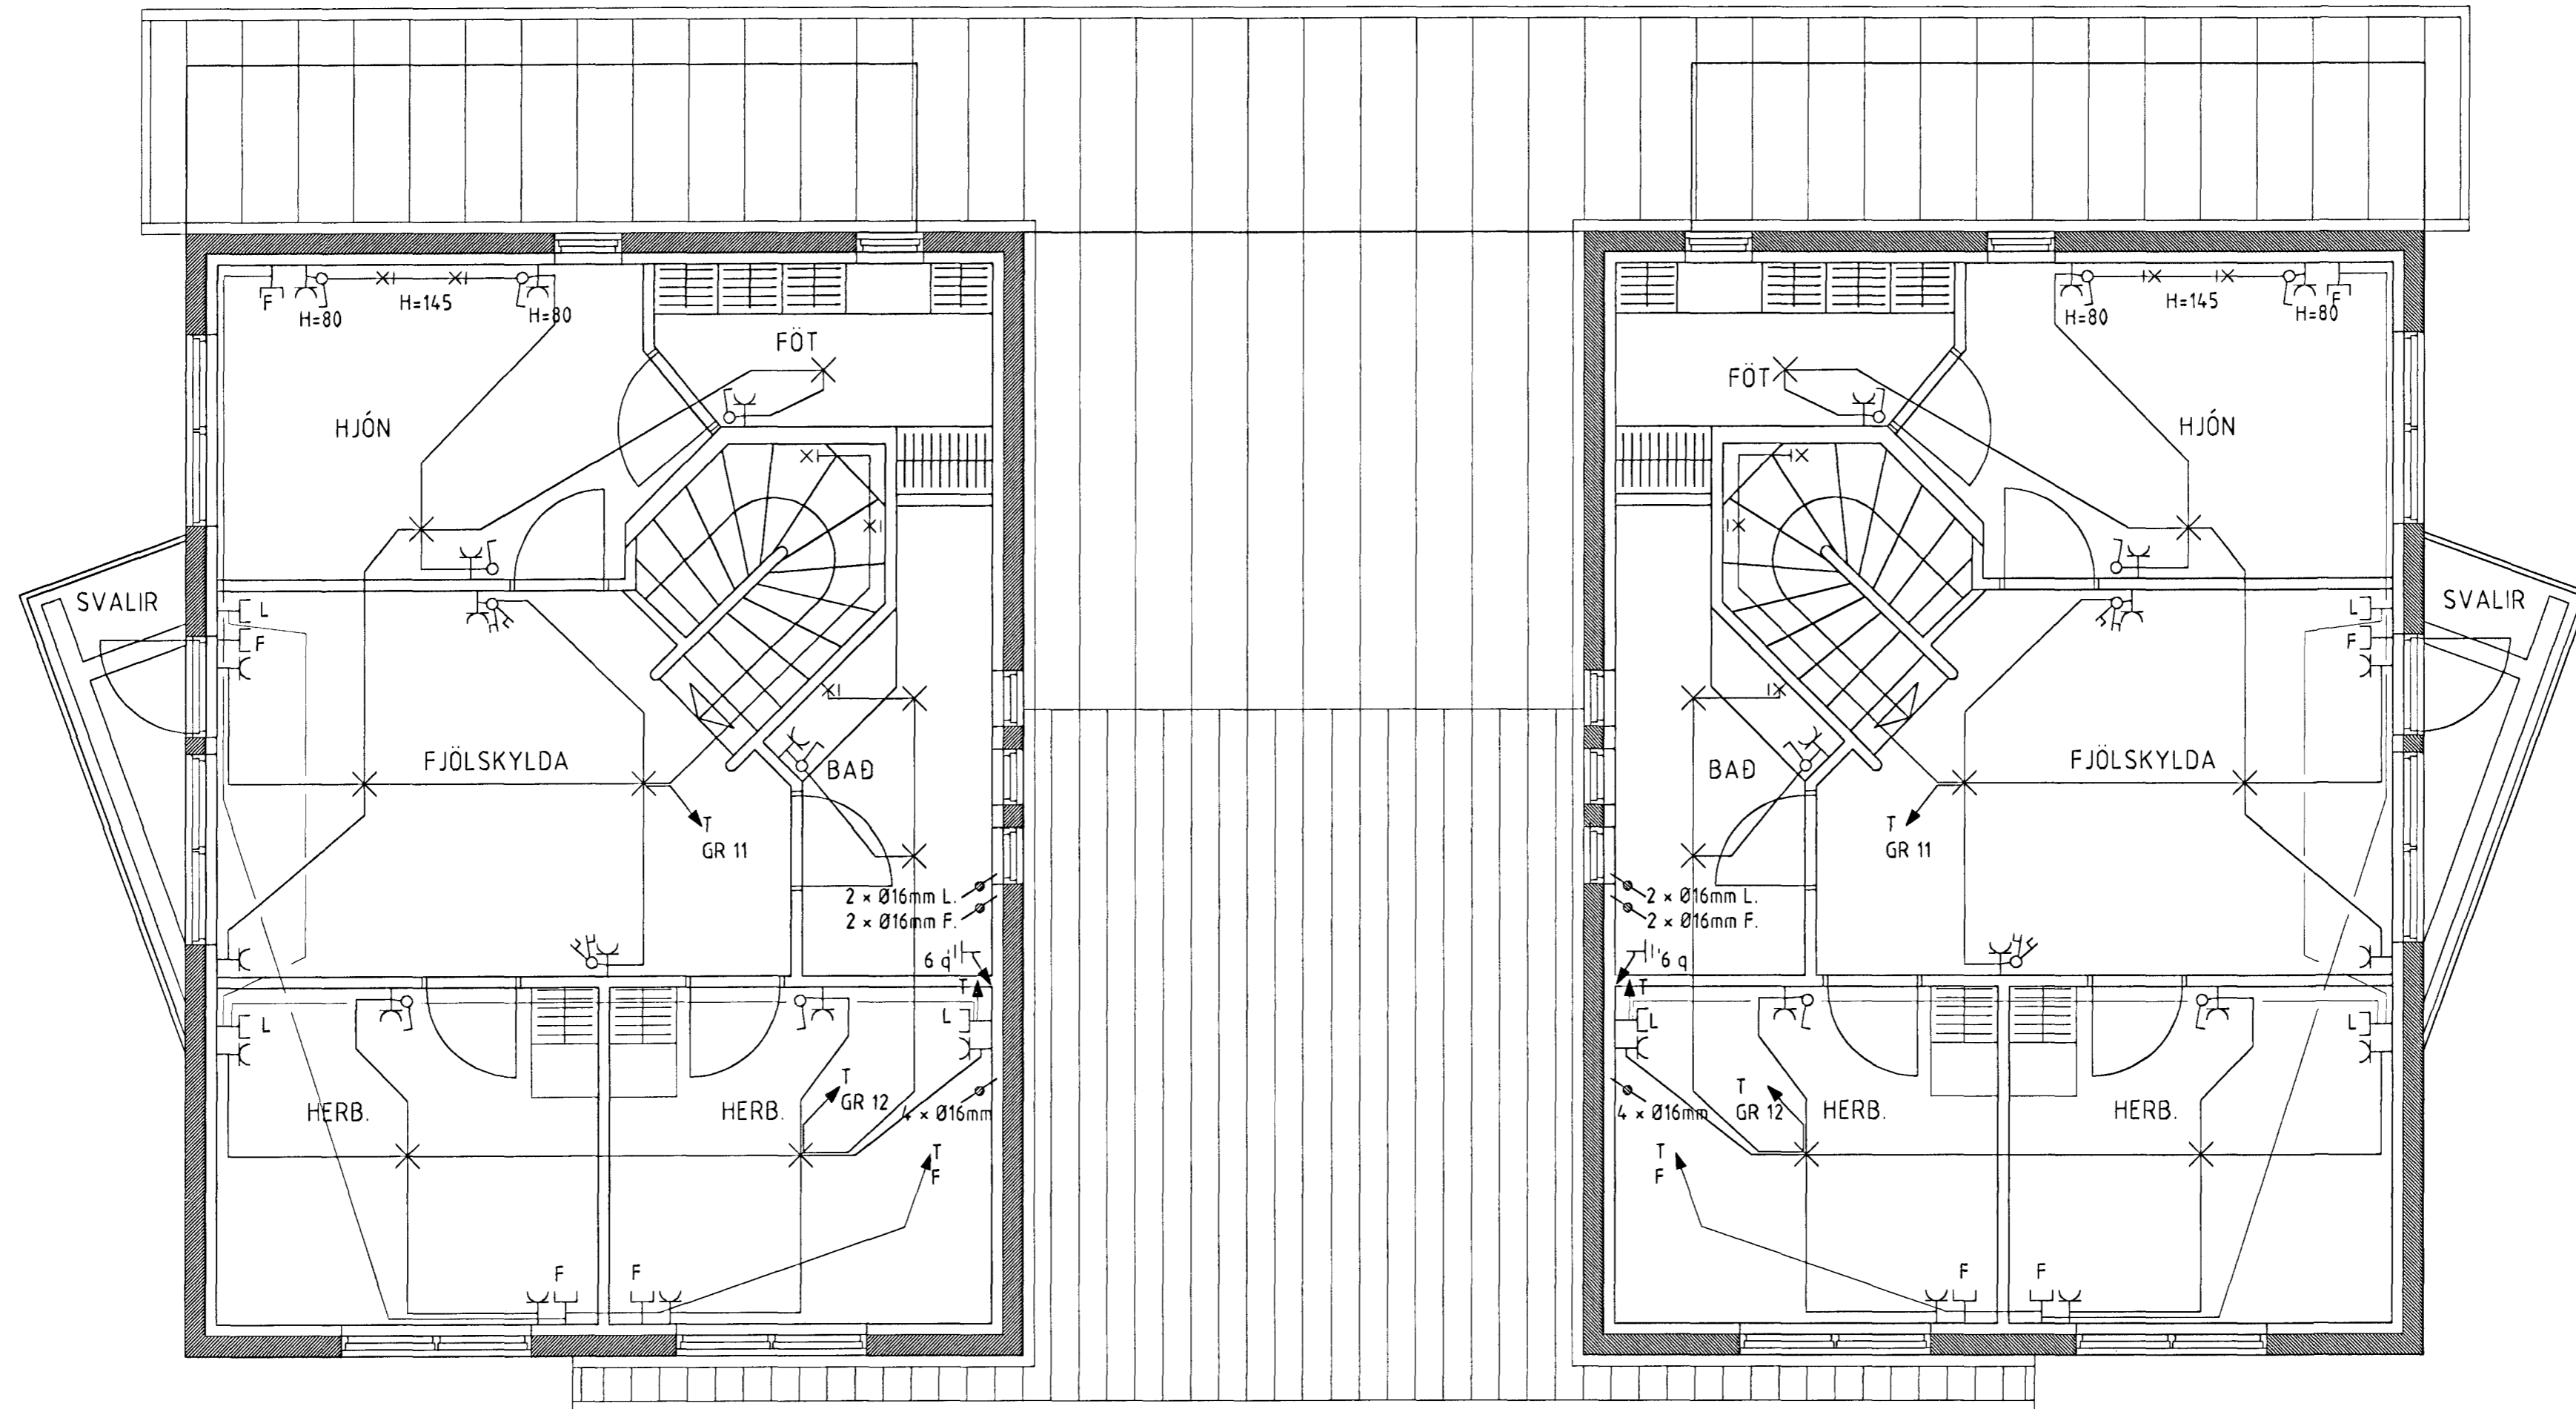 F
H=80
H=145
H=80
FÖT
HJÓN
SVALIR
L
F
FJÖLSKYLDA
BAÐ
T
GR 11
2 × Ø16mm L.
2 × Ø16mm F.
6 q
T
L
L
HERB.
HERB.
T
GR 12
4 × Ø16mm
T
F
F
F
H=80
H=145
H=80
F
FÖT
HJÓN
SVALIR
L
F
BAÐ
FJÖLSKYLDA
T
GR 11
2 × Ø16mm L.
2 × Ø16mm F.
6 q
T
L
L
T
GR 12
4 × Ø16mm
HERB.
HERB.
T
F
F
F